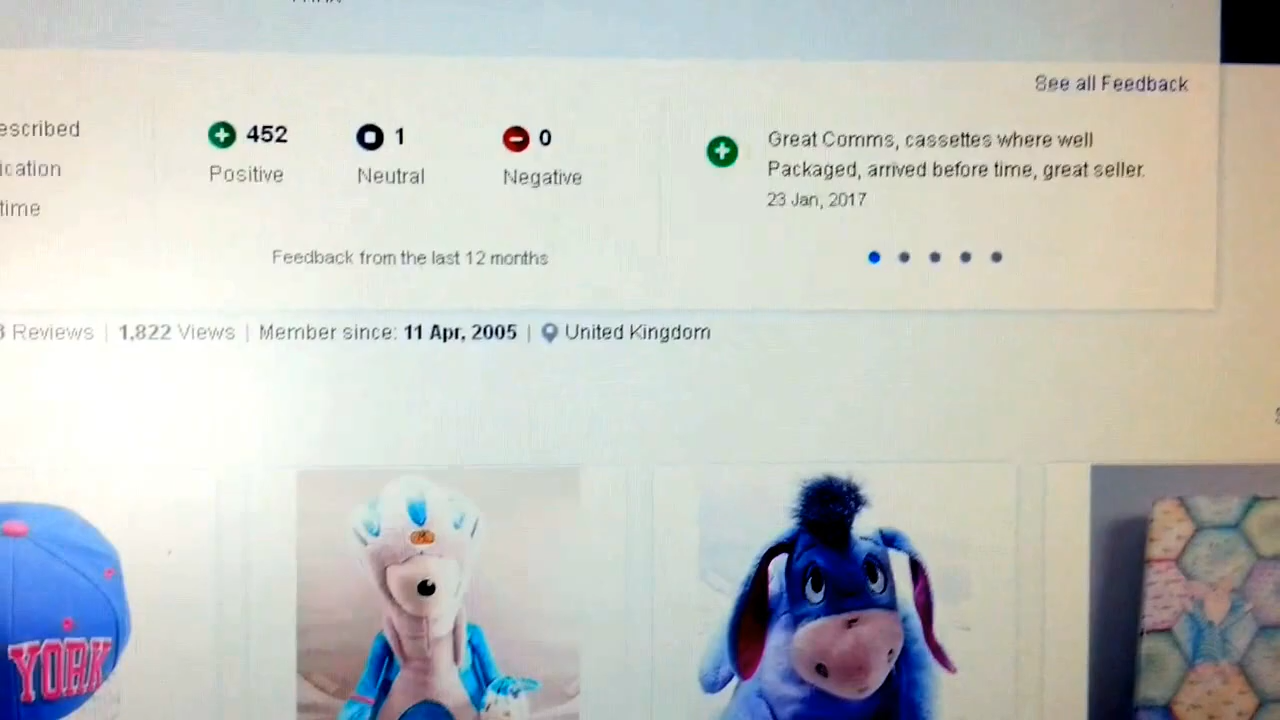 See all Feedback
escribed
452
1
0
ication
Positive
Neutral
Negative
time
Great Comms, cassettes where well
Packaged, arrived before time, great seller.
23 Jan, 2017
Feedback from the last 12 months
Reviews | 1,822 Views | Member since: 11 Apr, 2005 | United Kingdom
YORK